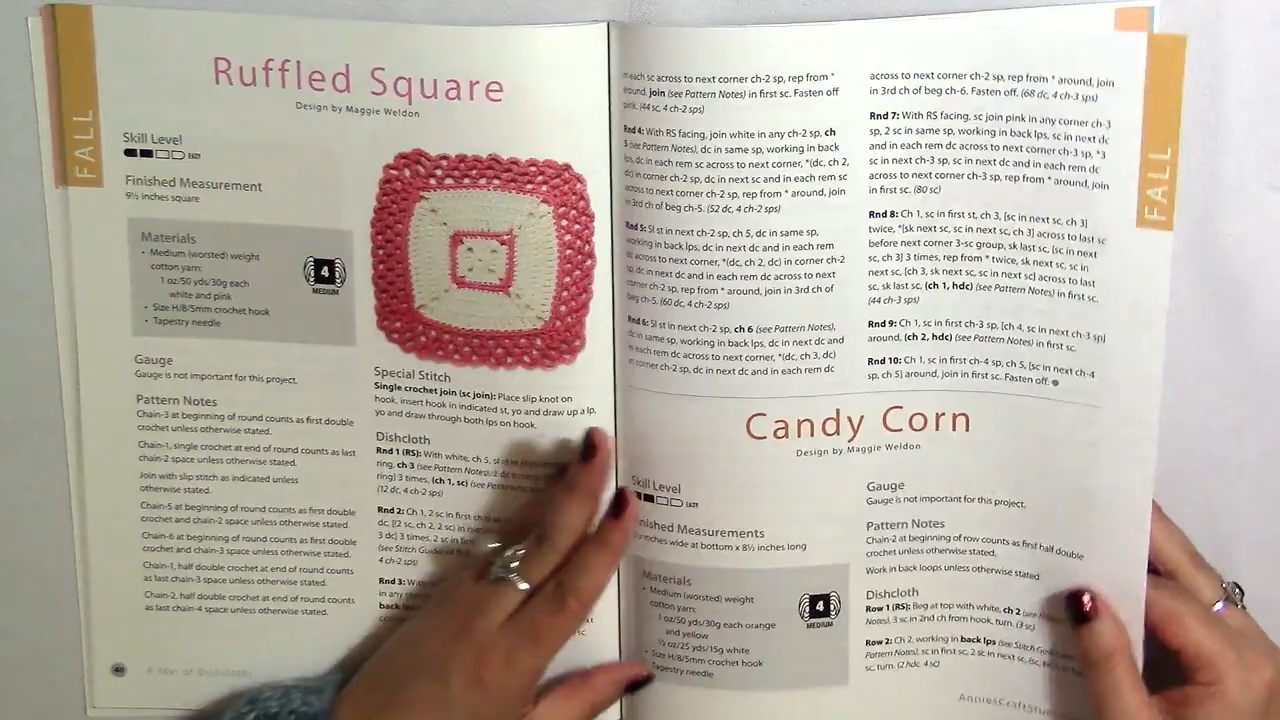 FALL
Ruffled Square
Design by Maggie Weldon
Skill Level
EASY
Finished Measurement
9½ inches square
Materials
• Medium (worsted) weight
cotton yarn:
1 oz/50 yds/30g each
white and pink
• Size H/8/5mm crochet hook
• Tapestry needle
4
MEDIUM
Gauge
Gauge is not important for this project.
Pattern Notes
Chain-3 at beginning of round counts as first double
crochet unless otherwise stated.
Chain-1, single crochet at end of round counts as last
chain-2 space unless otherwise stated.
Join with slip stitch as indicated unless
otherwise stated.
Chain-5 at beginning of round counts as first double
crochet and chain-2 space unless otherwise stated.
Chain-6 at beginning of round counts as first double
crochet and chain-3 space unless otherwise stated.
Chain-1, half double crochet at end of round counts
as last chain-3 space unless otherwise stated.
Chain-2, half double crochet at end of round counts
as last chain-4 space unless otherwise stated.
Special Stitch
Single crochet join (sc join): Place slip knot on
hook, insert hook in indicated st, yo and draw up a lp,
yo and draw through both lps on hook.
Dishcloth
Rnd 1 (RS): With white, ch 5, sl st
ring, ch 3 (see Pattern Notes), 2 dc
ring] 3 times, (ch 1, sc) (see
(12 dc, 4 ch-2 sps)
Rnd 2: Ch 1, 2 sc in first ch
dc, [(2 sc, ch 2, 2 sc) in
3 dc] 3 times, 2 sc in
(see Stitch Guide)
4 ch-2 sps)
Rnd 3:
in any
back
A Year of Dishcloths
in each sc across to next corner ch-2 sp, rep from *
around, join (see Pattern Notes) in first sc. Fasten off
pink. (44 sc, 4 ch-2 sps)
Rnd 4: With RS facing, join white in any ch-2 sp, ch
5 (see Pattern Notes), dc in same sp, working in back
lps, dc in each rem sc across to next corner, *(dc, ch 2,
dc) in corner ch-2 sp, dc in next sc and in each rem sc
across to next corner ch-2 sp, rep from * around, join
in 3rd ch of beg ch-5. (52 dc, 4 ch-2 sps)
Rnd 5: Sl st in next ch-2 sp, ch 5, dc in same sp,
working in back lps, dc in next dc and in each rem
dc across to next corner, *(dc, ch 2, dc) in corner ch-2
sp, dc in next dc and in each rem dc across to next
corner ch-2 sp, rep from * around, join in 3rd ch of
beg ch-5. (60 dc, 4 ch-2 sps)
Rnd 6: Sl st in next ch-2 sp, ch 6 (see Pattern Notes),
dc in same sp, working in back lps, dc in next dc and
in each rem dc across to next corner, *(dc, ch 3, dc)
in corner ch-2 sp, dc in next dc and in each rem dc
across to next corner ch-2 sp, rep from * around, join
in 3rd ch of beg ch-6. Fasten off. (68 dc, 4 ch-3 sps)
Rnd 7: With RS facing, sc join pink in any corner ch-3
sp, 2 sc in same sp, working in back lps, sc in next dc
and in each rem dc across to next corner ch-3 sp, *3
sc in next ch-3 sp, sc in next dc and in each rem dc
across to next corner ch-3 sp, rep from * around, join
in first sc. (80 sc)
Rnd 8: Ch 1, sc in first st, ch 3, [sc in next sc, ch 3]
twice, *[sk next sc, sc in next sc, ch 3] across to last sc
before next corner 3-sc group, sk last sc, [sc in next
sc, ch 3] 3 times, rep from * twice, sk next sc, sc in
next sc, [ch 3, sk next sc, sc in next sc] across to last
sc, sk last sc, (ch 1, hdc) (see Pattern Notes) in first sc.
(44 ch-3 sps)
Rnd 9: Ch 1, sc in first ch-3 sp, [ch 4, sc in next ch-3 sp]
around, (ch 2, hdc) (see Pattern Notes) in first sc.
Rnd 10: Ch 1, sc in first ch-4 sp, ch 5, [sc in next ch-4
sp, ch 5] around, join in first sc. Fasten off.
FALL
Candy Corn
Design by Maggie Weldon
Skill Level
EASY
Finished Measurements
inches wide at bottom x 8½ inches long
Materials
• Medium (worsted) weight
cotton yarn:
1 oz/50 yds/30g each orange
and yellow
½ oz/25 yds/15g white
• Size H/8/5mm crochet hook
Tapestry needle
4
MEDIUM
Gauge
Gauge is not important for this project.
Pattern Notes
Chain-2 at beginning of row counts as first half double
crochet unless otherwise stated.
Work in back loops unless otherwise stated.
Dishcloth
Row 1 (RS): Beg at top with white, ch 2 (see
Notes), 3 sc in 2nd ch from hook, turn. (3 sc)
Row 2: Ch 2, working in back lps (see Stitch Guide
Pattern Notes), sc in first sc, 2 sc in next sc,
sc, turn. (2 hdc, 4 sc)